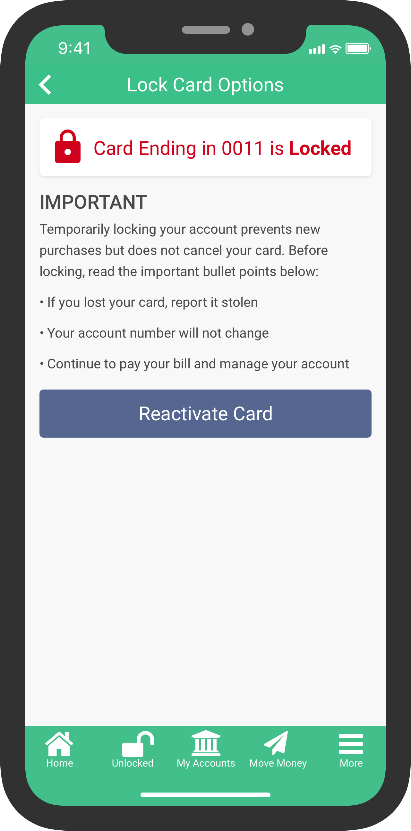 9:41
Lock Card Options
Card Ending in 0011 is Locked
IMPORTANT
Temporarily locking your account prevents new
purchases but does not cancel your card. Before
locking, read the important bullet points below:
• If you lost your card, report it stolen
• Your account number will not change
• Continue to pay your bill and manage your account
Reactivate Card
Home Unlocked My Accounts Move Money More